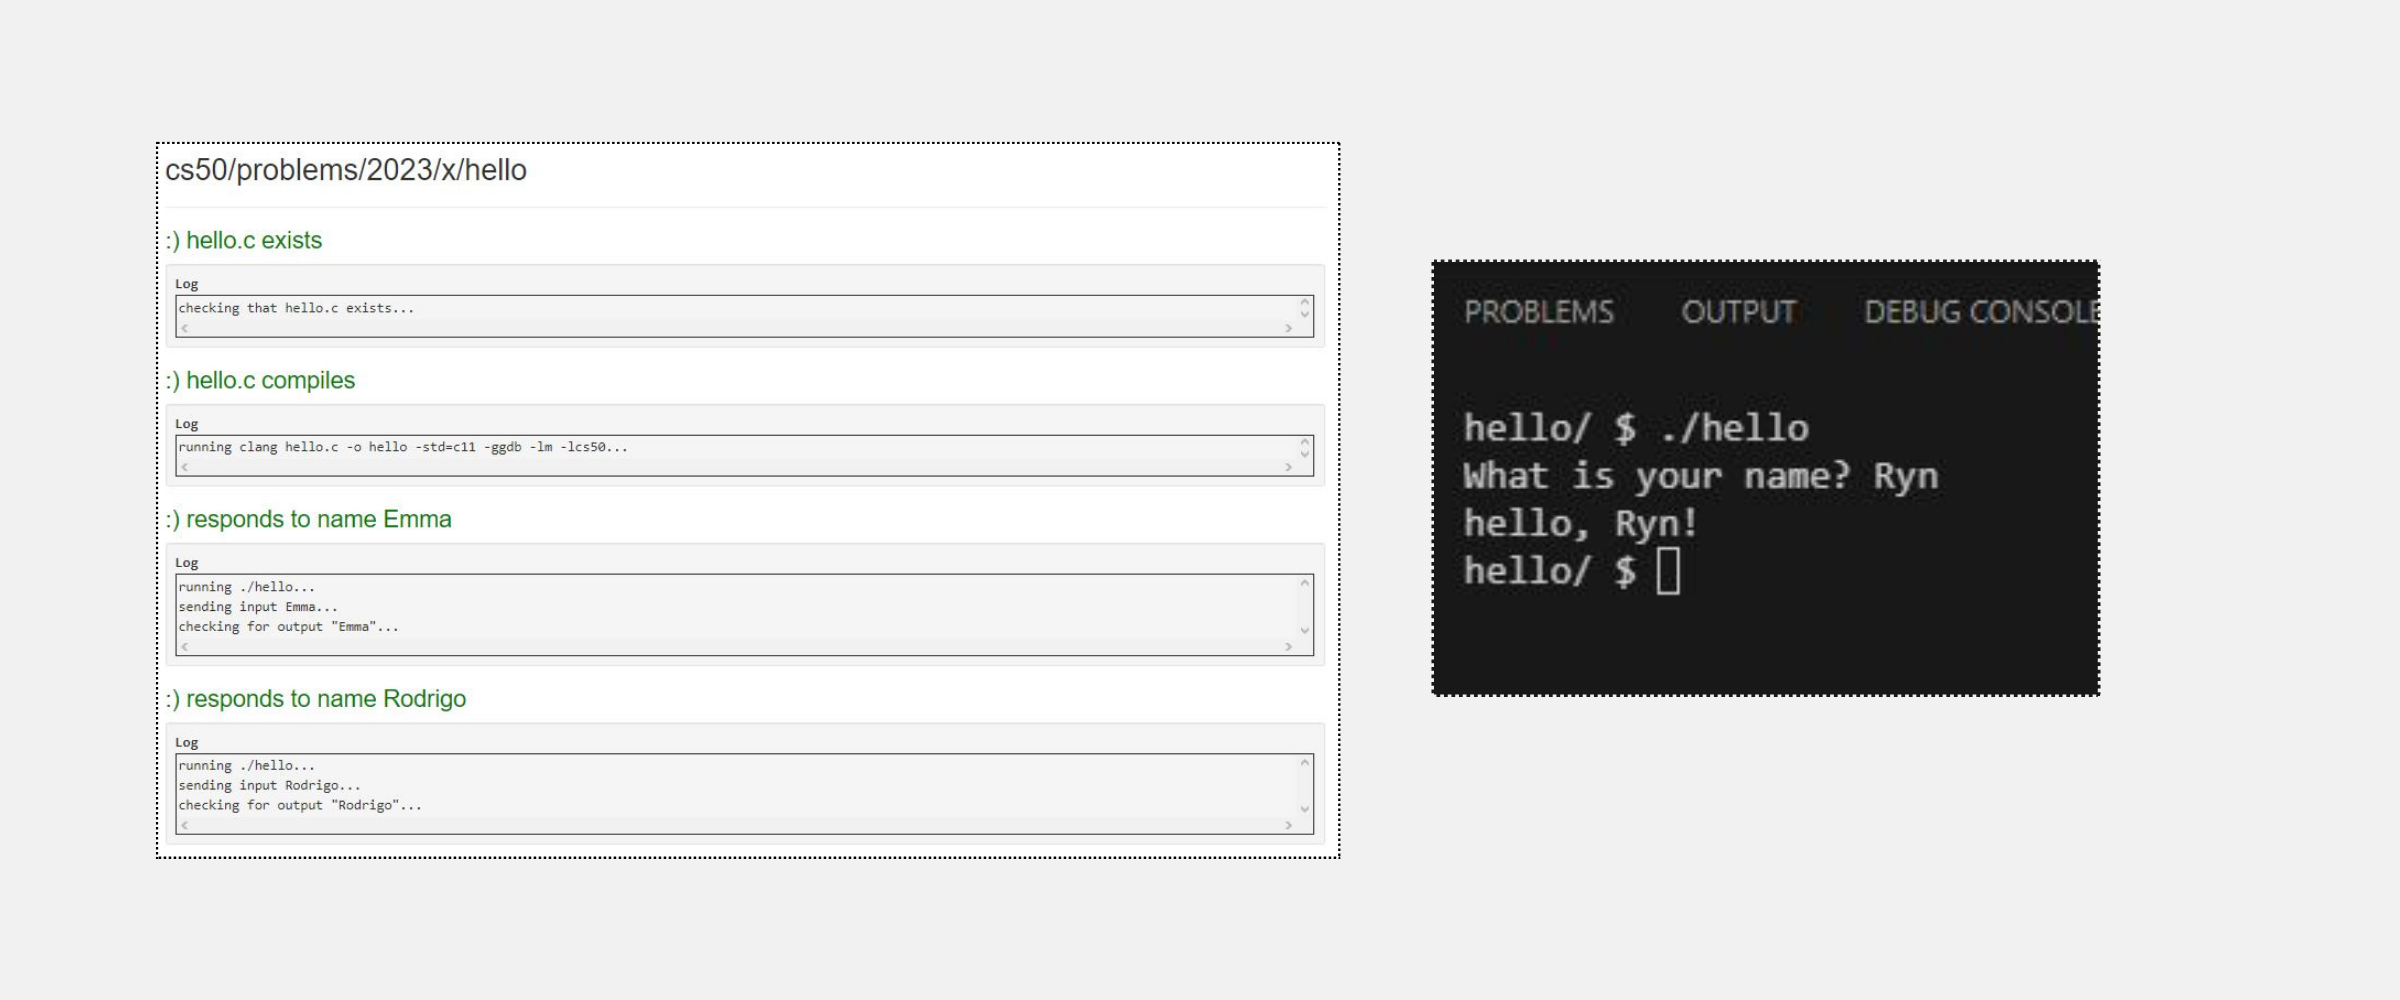 cs50/problems/2023/x/hello
:) hello.c exists
Log
checking that hello.c exists...
:) hello.c compiles
Log
running clang hello.c -o hello -std=c11 -ggdb -lm -lcs50...
:) responds to name Emma
Log
running ./hello...
sending input Emma...
checking for output "Emma"...
:) responds to name Rodrigo
Log
running ./hello...
sending input Rodrigo...
checking for output "Rodrigo"...
PROBLEMS OUTPUT DEBUG CONSOLE
hello/ $ ./hello
What is your name? Ryn
hello, Ryn!
hello/ $